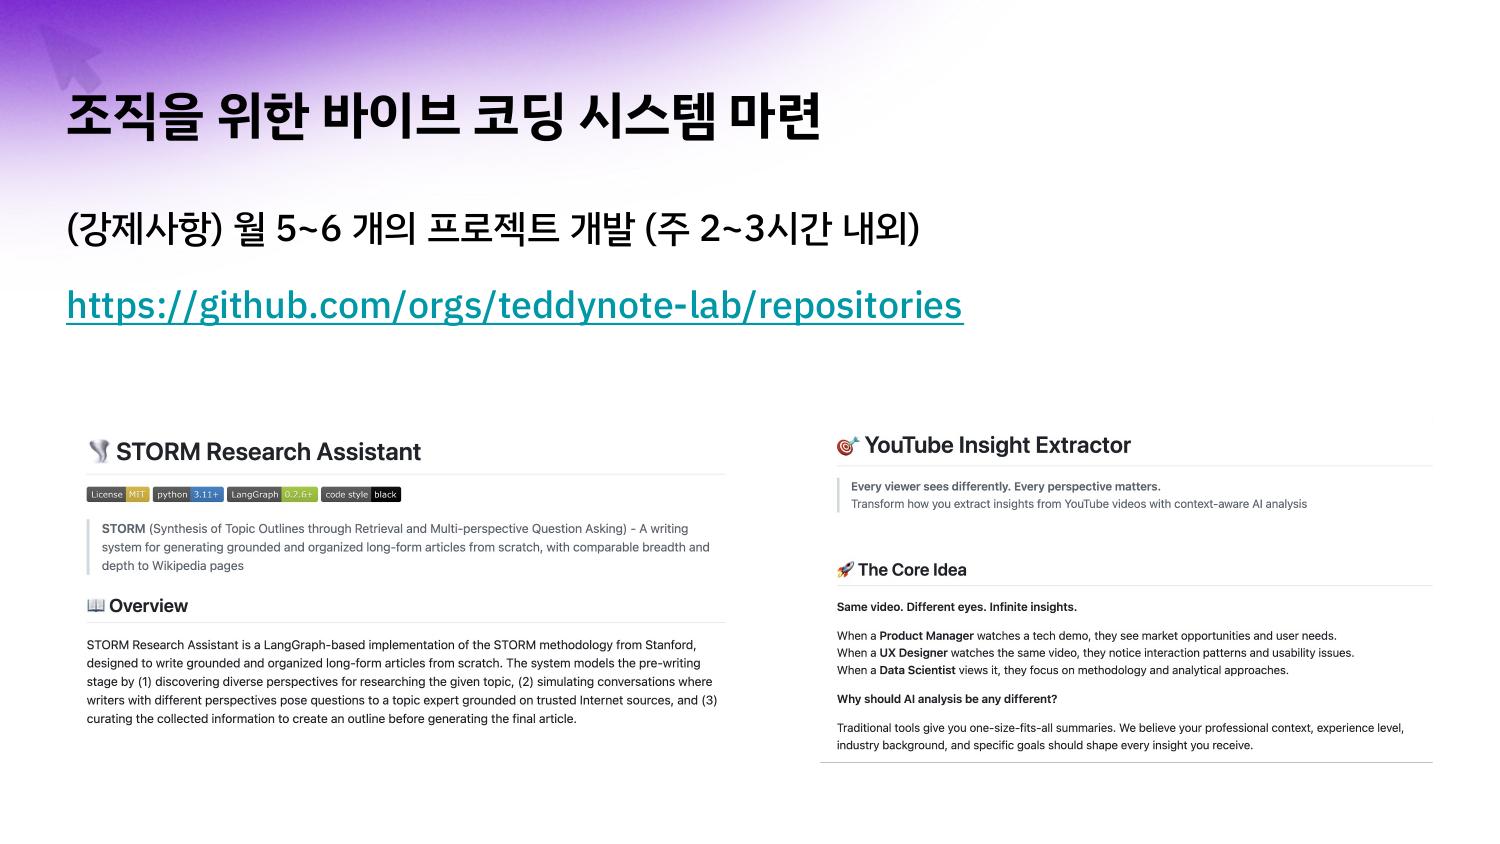 조직을 위한 바이브 코딩 시스템 마련
(강제사항) 월 5~6 개의 프로젝트 개발 (주 2~3시간 내외)
https://github.com/orgs/teddynote-lab/repositories
STORM Research Assistant
License MIT python 3.11+ LangGraph 0.2.6+ code style black
STORM (Synthesis of Topic Outlines through Retrieval and Multi-perspective Question Asking) - A writing
system for generating grounded and organized long-form articles from scratch, with comparable breadth and
depth to Wikipedia pages
Overview
STORM Research Assistant is a LangGraph-based implementation of the STORM methodology from Stanford,
designed to write grounded and organized long-form articles from scratch. The system models the pre-writing
stage by (1) discovering diverse perspectives for researching the given topic, (2) simulating conversations where
writers with different perspectives pose questions to a topic expert grounded on trusted Internet sources, and (3)
curating the collected information to create an outline before generating the final article.
YouTube Insight Extractor
Every viewer sees differently. Every perspective matters.
Transform how you extract insights from YouTube videos with context-aware AI analysis
The Core Idea
Same video. Different eyes. Infinite insights.
When a Product Manager watches a tech demo, they see market opportunities and user needs.
When a UX Designer watches the same video, they notice interaction patterns and usability issues.
When a Data Scientist views it, they focus on methodology and analytical approaches.
Why should AI analysis be any different?
Traditional tools give you one-size-fits-all summaries. We believe your professional context, experience level,
industry background, and specific goals should shape every insight you receive.